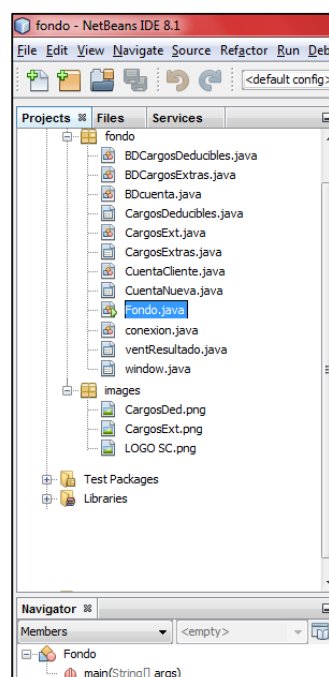 fondo - NetBeans IDE 8.1
File Edit View Navigate Source Refactor Run Deb
<default config>
Projects Files Services
fondo
BDCargosDeducibles.java
BDCargosExtras.java
BDcuenta.java
CargosDeducibles.java
CargosExt.java
CargosExtras.java
CuentaCliente.java
CuentaNueva.java
Fondo.java
conexion.java
ventResultado.java
window.java
images
CargosDed.png
CargosExt.png
LOGO SC.png
Test Packages
Libraries
Navigator
Members <empty>
Fondo
main(String[] args)